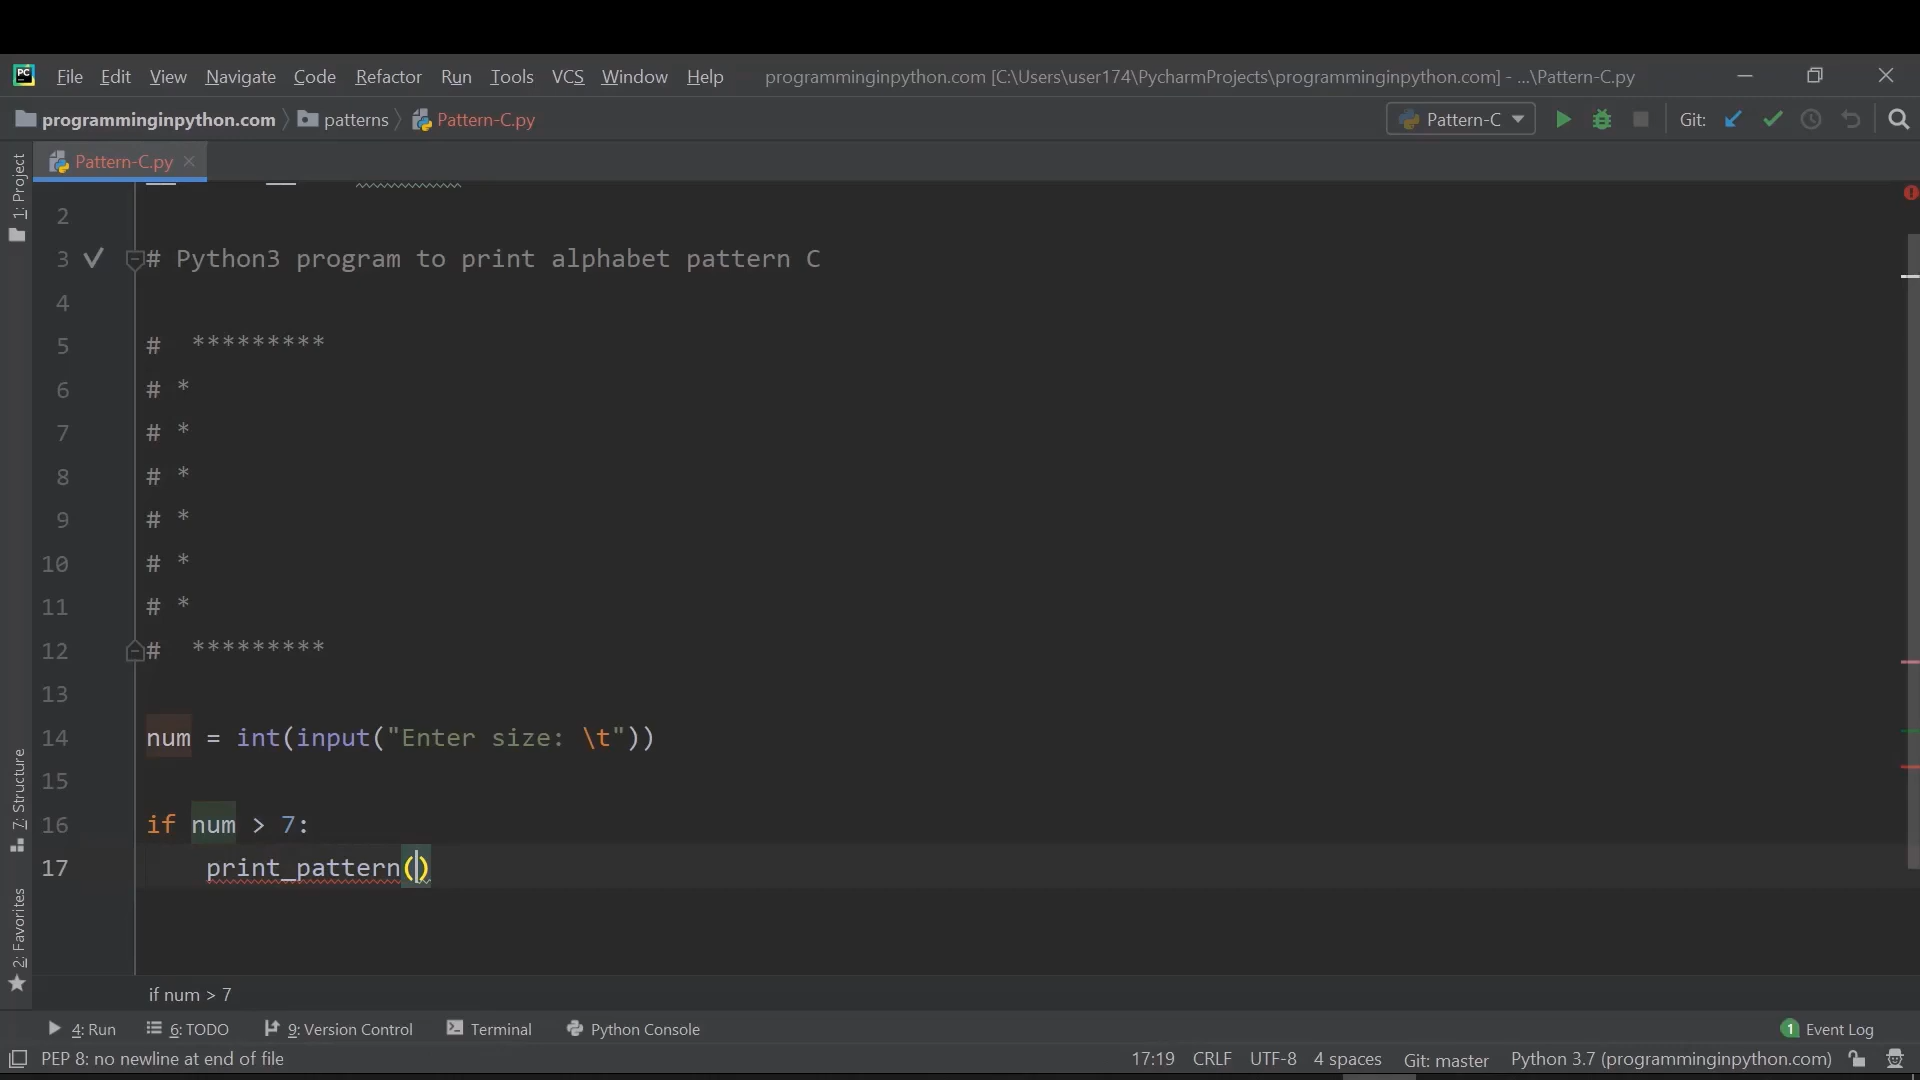 PC File Edit View Navigate Code Refactor Run Tools VCS Window Help programminginpython.com [C:\Users\user174\PycharmProjects\programminginpython.com] - ...\Pattern-C.py
programminginpython.com patterns Pattern-C.py Pattern-C Git:
Pattern-C.py
1: Project
2
3 # Python3 program to print alphabet pattern C
4
5 #  *********
6 # *
7 # *
8 # *
9 # *
10 # *
11 # *
12 #  *********
13
14 num = int(input("Enter size: \t"))
15
16 if num > 7:
17     print_pattern()
7: Structure
2: Favorites
if num > 7
4: Run 6: TODO 9: Version Control Terminal Python Console 1 Event Log
PEP 8: no newline at end of file 17:19 CRLF UTF-8 4 spaces Git: master Python 3.7 (programminginpython.com)